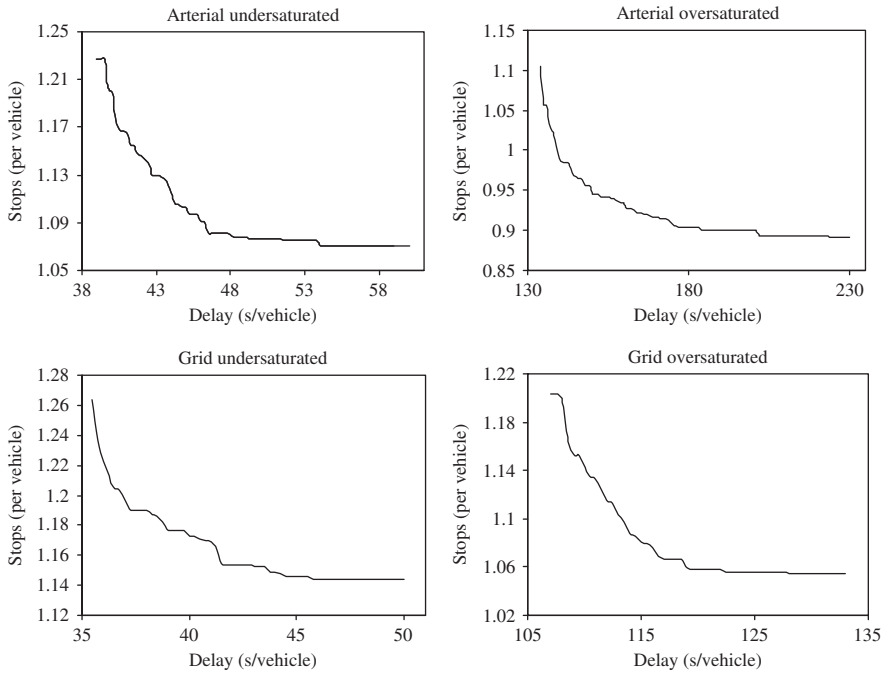 Arterial undersaturated
1.25
1.21
1.17
1.13
1.09
1.05
38 43 48 53 58
Stops (per vehicle)
Delay (s/vehicle)
Arterial oversaturated
1.15
1.1
1.05
1
0.95
0.9
0.85
130 180 230
Stops (per vehicle)
Delay (s/vehicle)
Grid undersaturated
1.28
1.26
1.24
1.22
1.2
1.18
1.16
1.14
1.12
35 40 45 50
Stops (per vehicle)
Delay (s/vehicle)
Grid oversaturated
1.22
1.18
1.14
1.1
1.06
1.02
105 115 125 135
Stops (per vehicle)
Delay (s/vehicle)